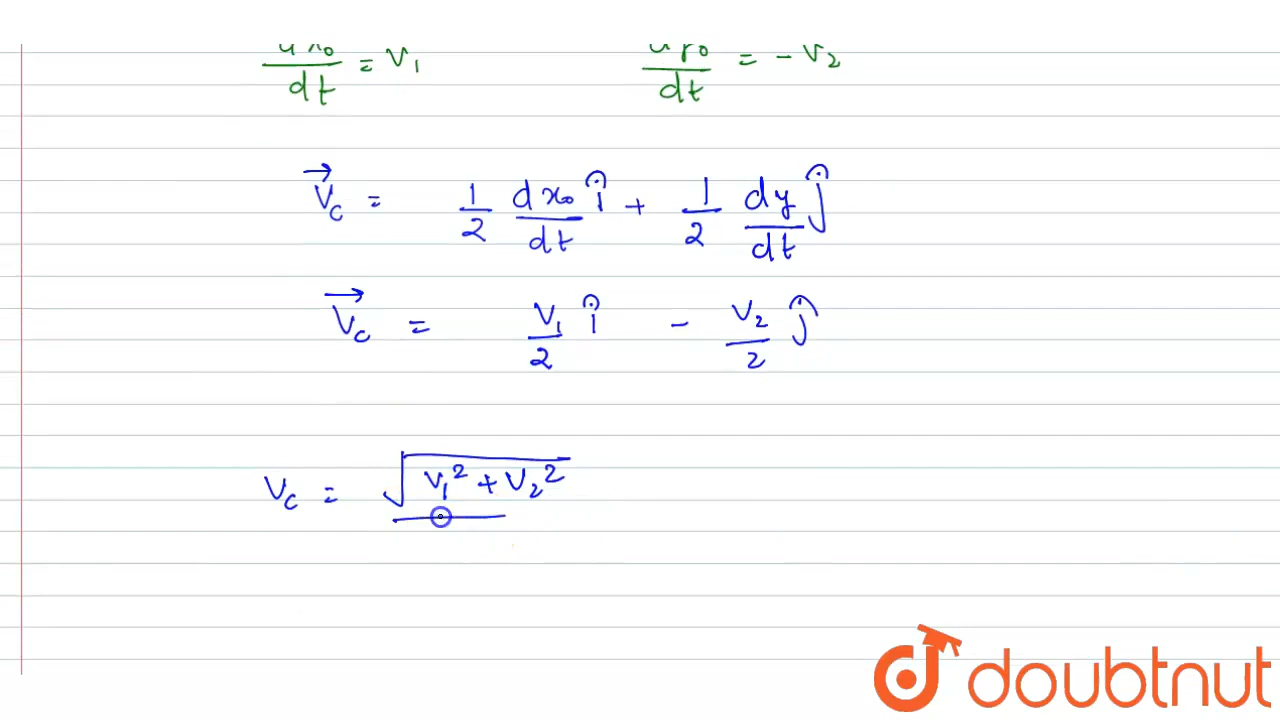 dx₀/dt = V₁ dy₀/dt = - V₂
V⃗c = 1/2 dx₀/dt î + 1/2 dy/dt ĵ
V⃗c = V₁/2 î - V₂/2 ĵ
Vc = √(V₁² + V₂²)
doubtnut